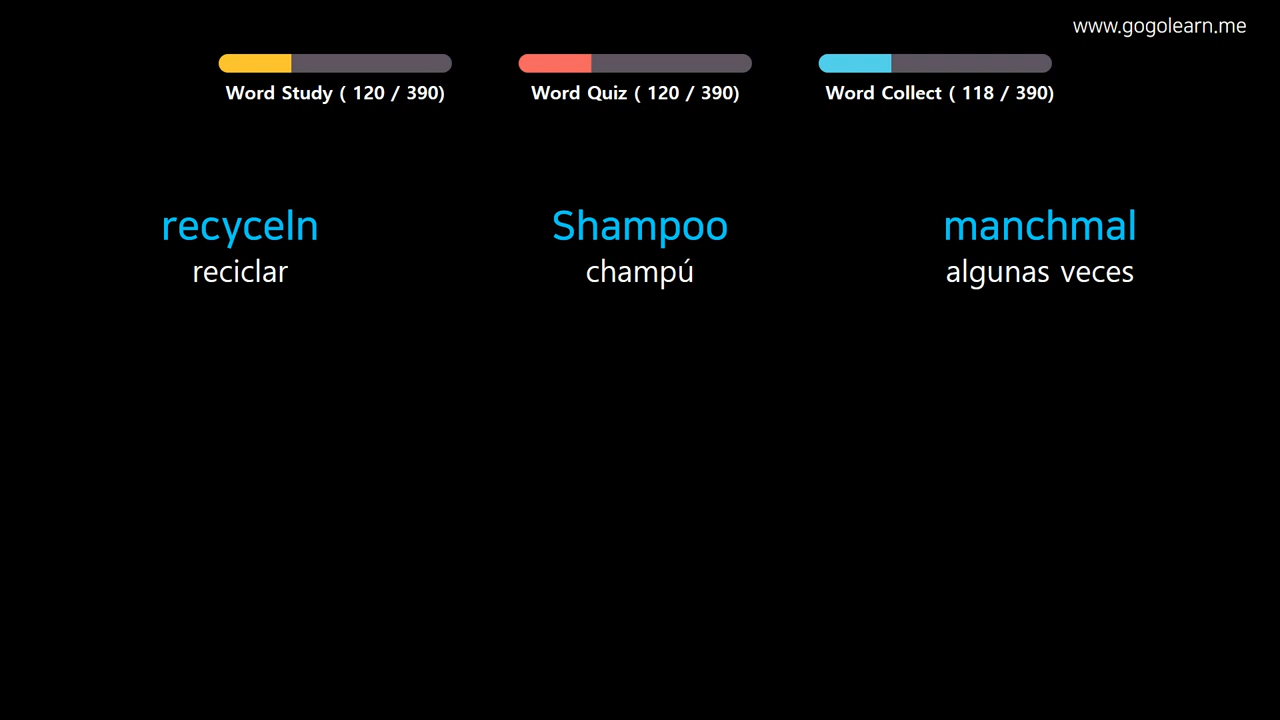 www.gogolearn.me
Word Study ( 120 / 390)
Word Quiz ( 120 / 390)
Word Collect ( 118 / 390)
recyceln
reciclar
Shampoo
champú
manchmal
algunas veces